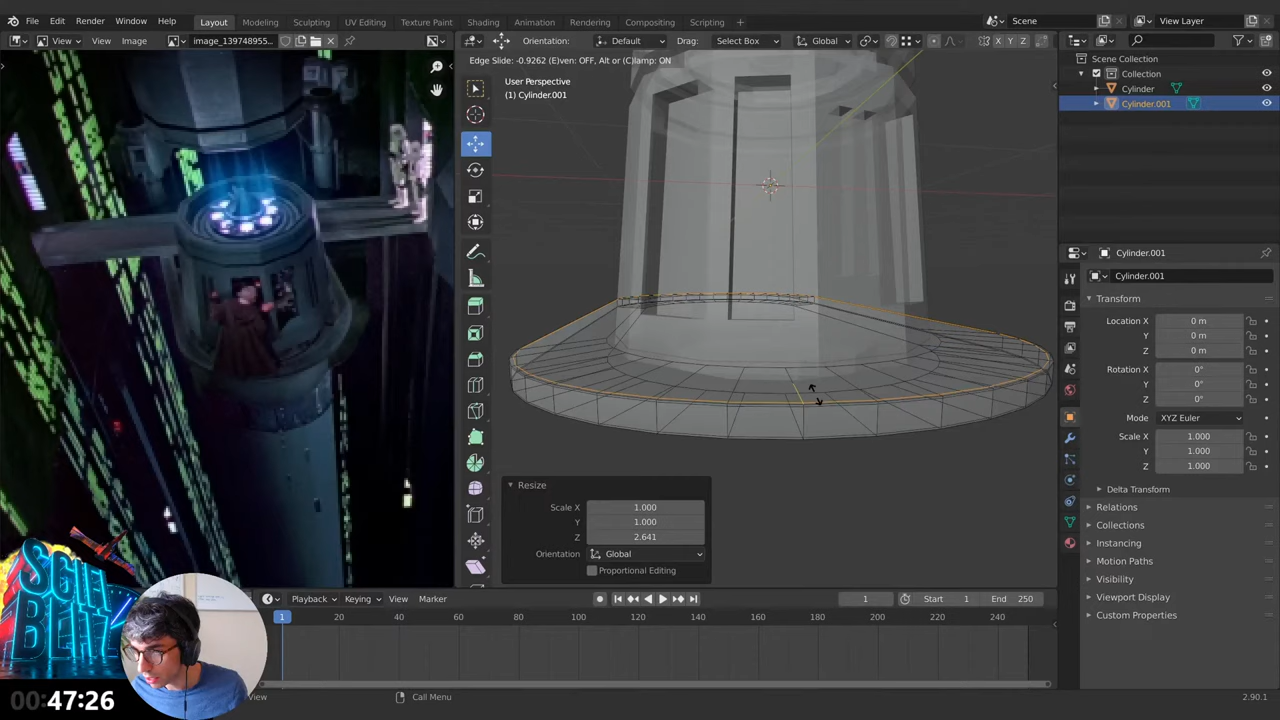 File Edit Render Window Help Layout Modeling Sculpting UV Editing Texture Paint Shading Animation Rendering Compositing Scripting + Scene View Layer
View View Image image_139748955... Orientation: Default Drag: Select Box Global X Y Z
Edge Slide: -0.9262 (E)ven: OFF, Alt or (C)lamp: ON
User Perspective
(1) Cylinder.001
Scene Collection
Collection
Cylinder
Cylinder.001
Cylinder.001
Cylinder.001
Transform
Location X 0 m
Y 0 m
Z 0 m
Rotation X 0°
Y 0°
Z 0°
Mode XYZ Euler
Scale X 1.000
Y 1.000
Z 1.000
Delta Transform
Relations
Collections
Instancing
Motion Paths
Visibility
Viewport Display
Custom Properties
Resize
Scale X 1.000
Y 1.000
Z 2.641
Orientation Global
Proportional Editing
Playback Keying View Marker 1 Start 1 End 250
1 20 40 60 80 100 120 140 160 180 200 220 240
SCIFI
BLITZ
00:47:26
View Call Menu 2.90.1